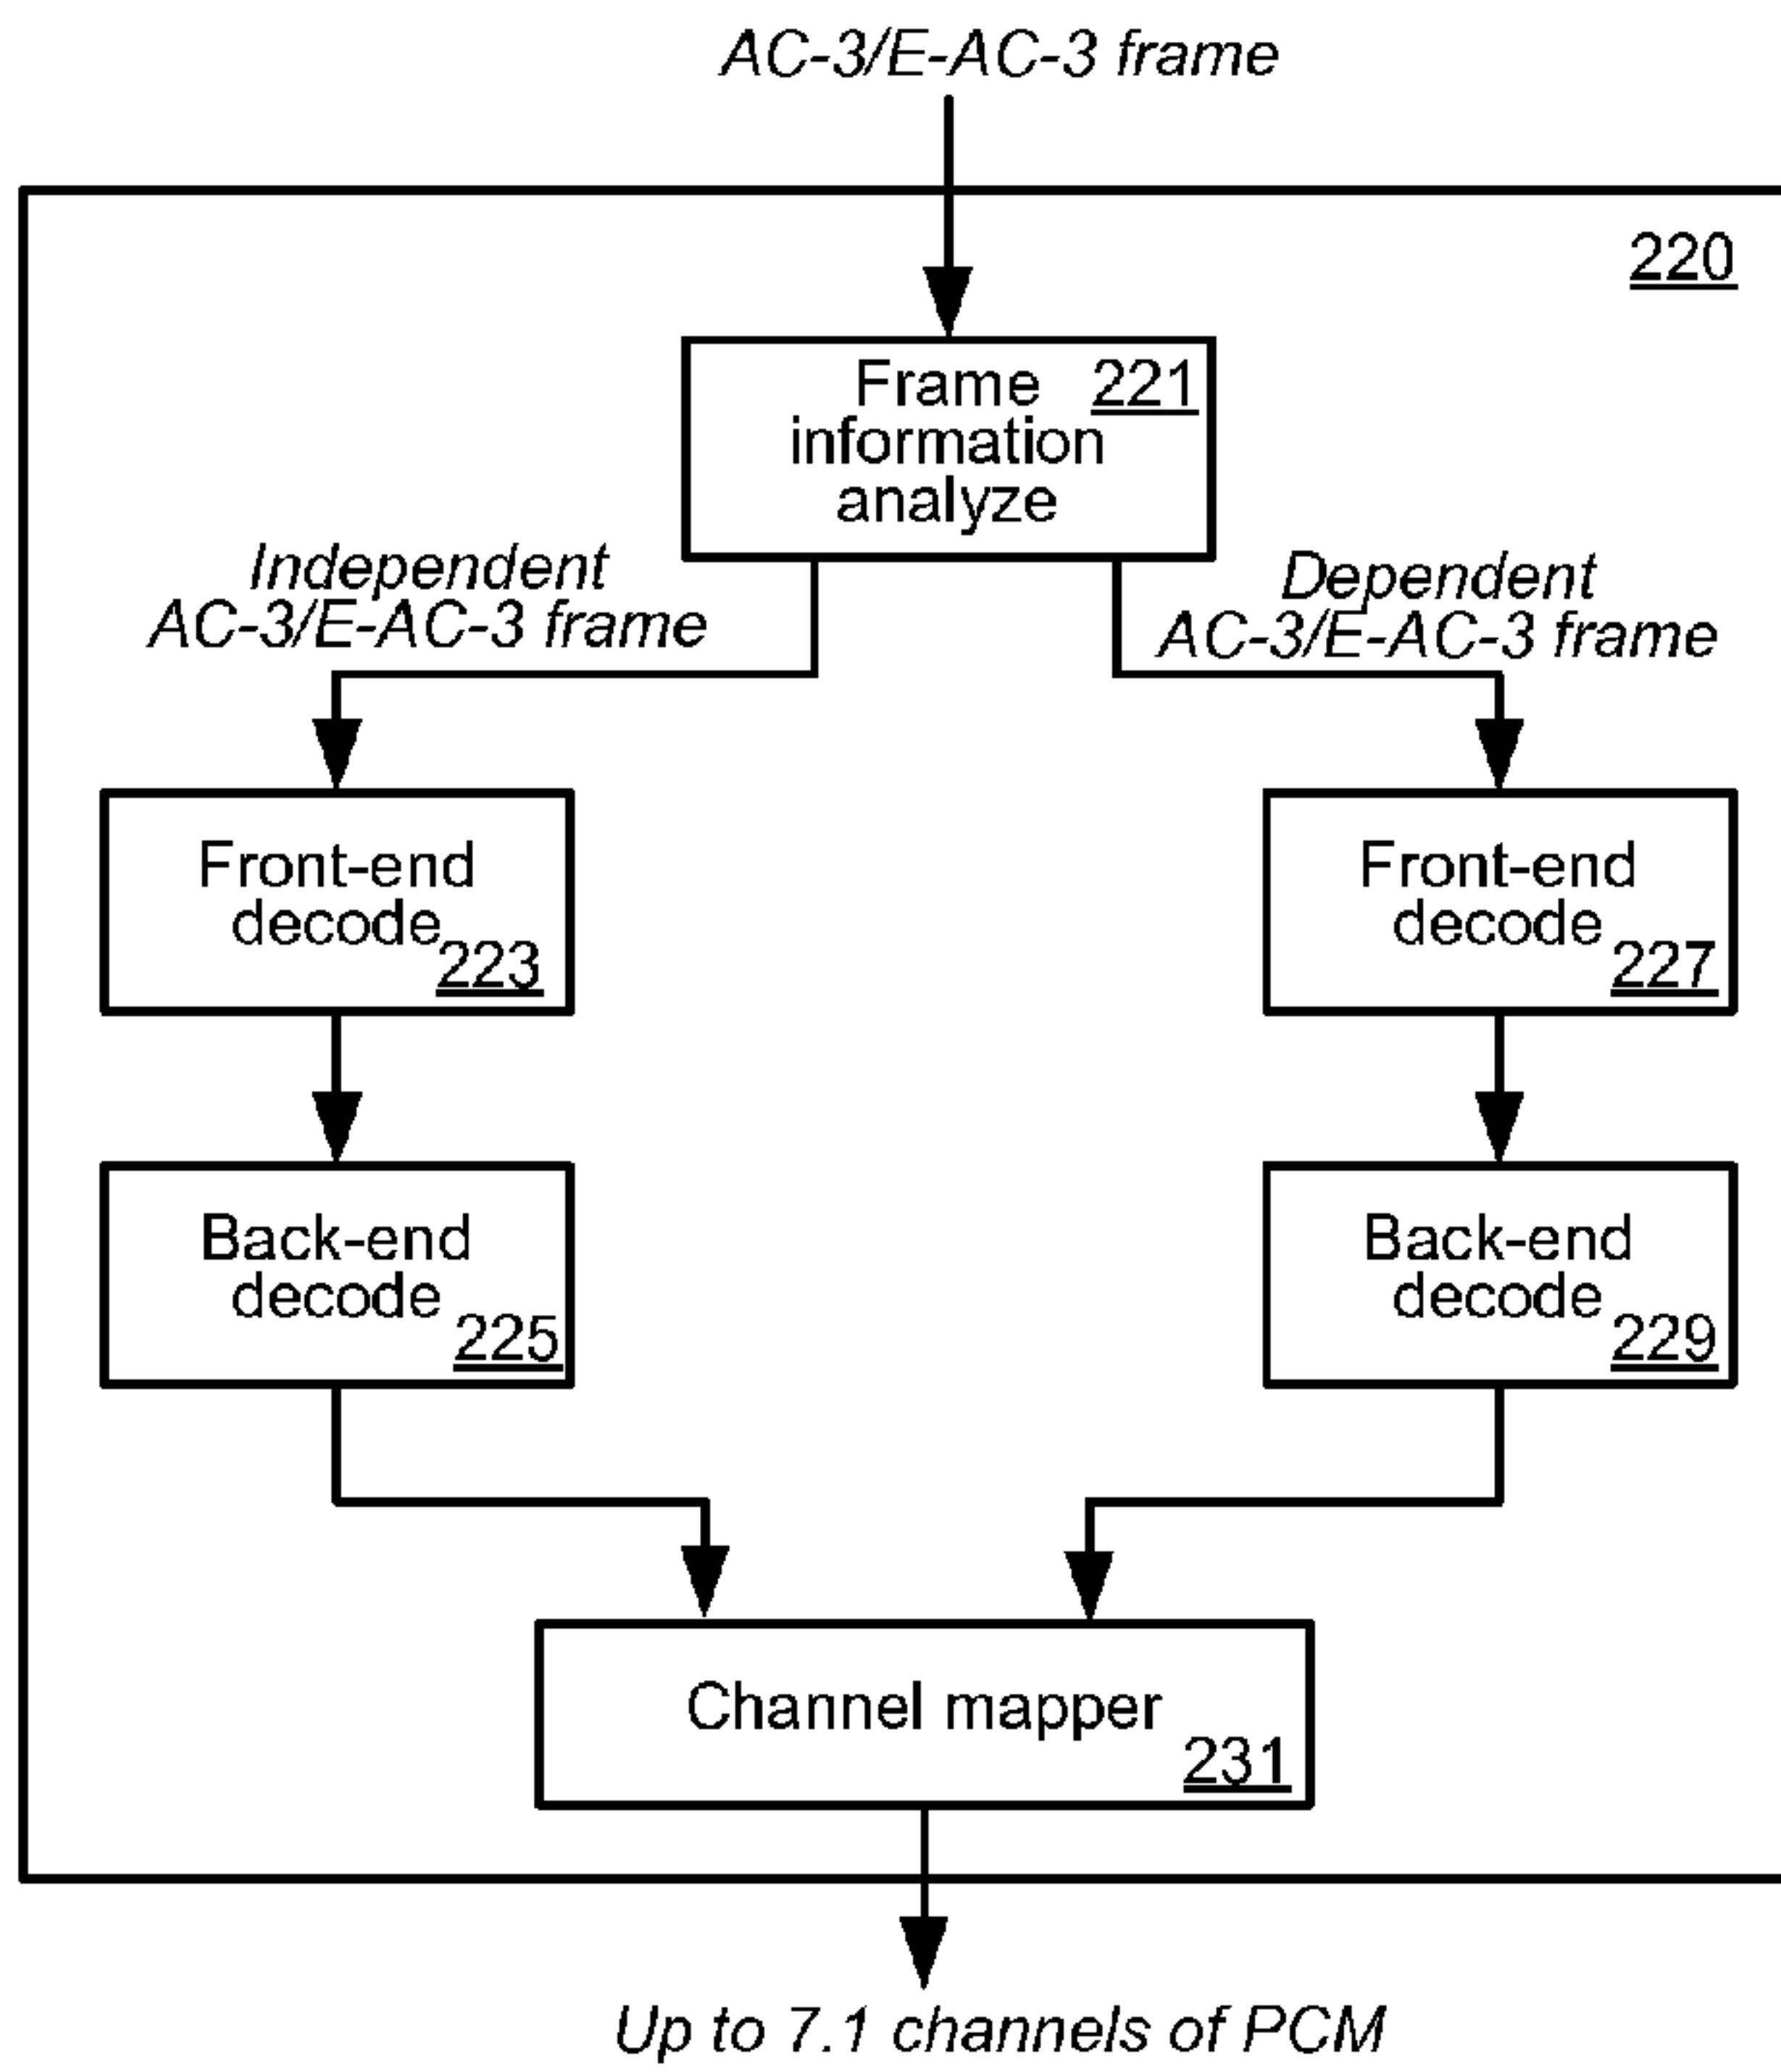 AC-3/E-AC-3 frame
220
Frame 221
information
analyze
Independent
AC-3/E-AC-3 frame
Dependent
AC-3/E-AC-3 frame
Front-end
decode
223
Front-end
decode
227
Back-end
decode
225
Back-end
decode
229
Channel mapper
231
Up to 7.1 channels of PCM